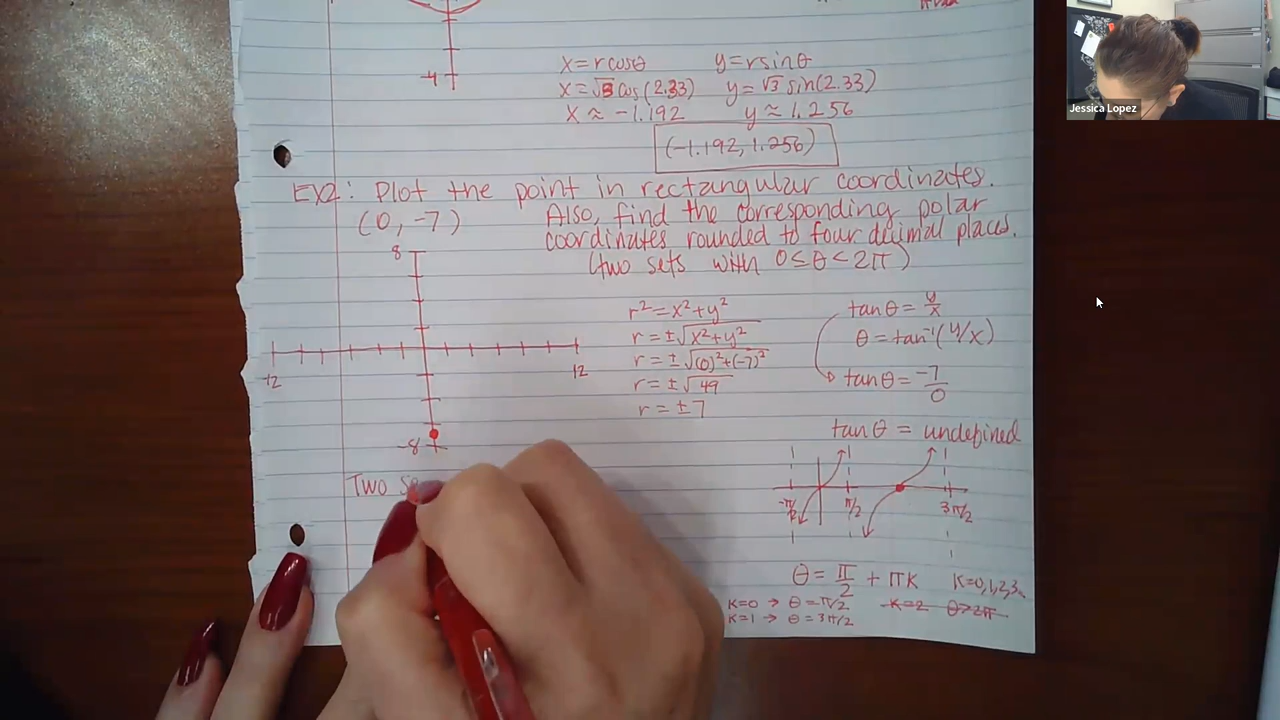 -4
x=rcosθ y=rsinθ
x=√3 cos(2.33) y=√3 sin(2.33)
x≈-1.192 y≈1.256
(-1.192, 1.256)
EX2: Plot the point in rectangular coordinates.
(0, -7) Also, find the corresponding polar
coordinates rounded to four decimal places.
(two sets with 0≤θ<2π)
8
-12 12
-8
r²=x²+y²
r=±√x²+y²
r=±√(0)²+(-7)²
r=±√49
r=±7
tanθ=y/x
θ=tan⁻¹(y/x)
tanθ=-7/0
tanθ = undefined
-π/2 π/2 3π/2
θ=π/2 + πK K=0,1,2,3
K=0 → θ=π/2 K=2 θ>2π
K=1 → θ=3π/2
Two Se
Jessica Lopez